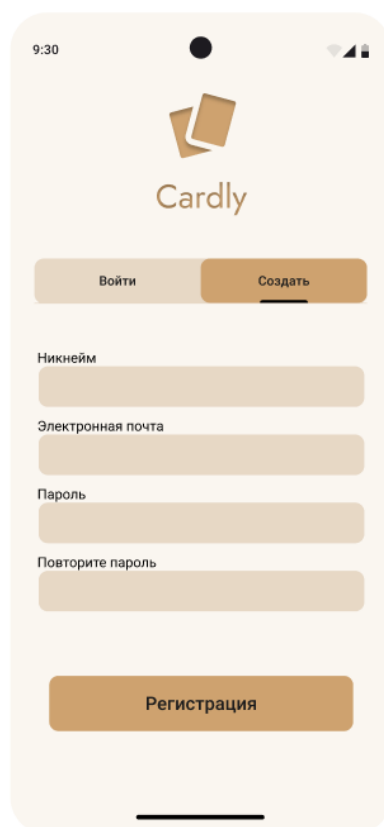 9:30
Cardly
Войти
Создать
Никнейм
Электронная почта
Пароль
Повторите пароль
Регистрация